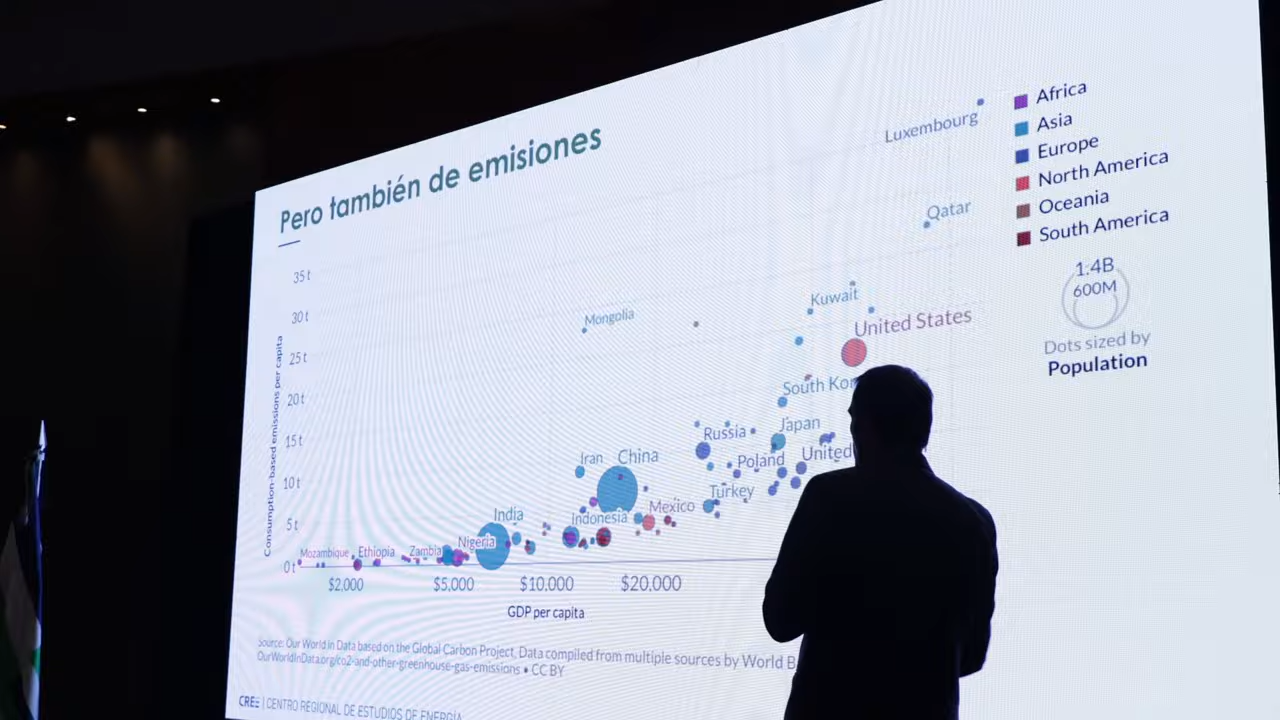 Pero también de emisiones
Africa
Asia
Europe
North America
Oceania
South America
1:4B
600M
Dots sized by
Population
Consumption-based emissions per capita
35 t
30 t
25 t
20 t
15 t
10 t
5 t
0 t
Luxembourg
Qatar
Kuwait
Mongolia
United States
South Kor
Japan
Russia
United
Poland
Iran
China
Turkey
Mexico
India
Indonesia
Nigeria
Zambia
Ethiopia
Mozambique
$2,000
$5,000
$10,000
$20,000
GDP per capita
Source: Our World in Data based on the Global Carbon Project, Data compiled from multiple sources by World B
OurWorldInData.org/co2-and-other-greenhouse-gas-emissions • CC BY
CREE | CENTRO REGIONAL DE ESTUDIOS DE ENERGÍA